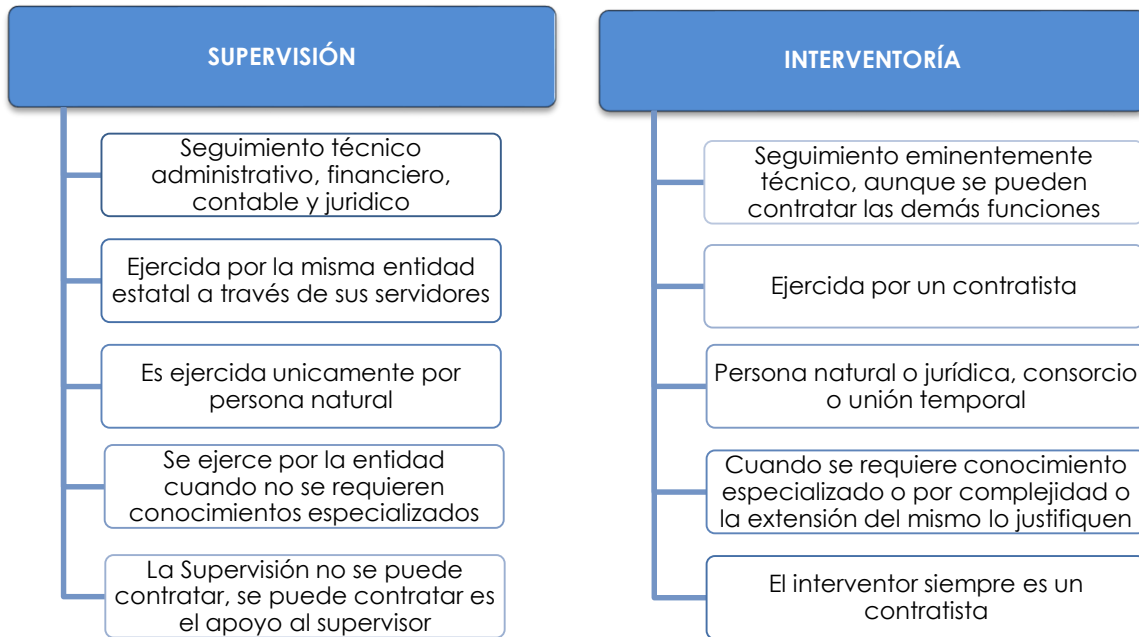 SUPERVISIÓN
Seguimiento técnico
administrativo, financiero,
contable y juridico
Ejercida por la misma entidad
estatal a través de sus servidores
Es ejercida unicamente por
persona natural
Se ejerce por la entidad
cuando no se requieren
conocimientos especializados
La Supervisión no se puede
contratar, se puede contratar es
el apoyo al supervisor
INTERVENTORÍA
Seguimiento eminentemente
técnico, aunque se pueden
contratar las demás funciones
Ejercida por un contratista
Persona natural o jurídica, consorcio
o unión temporal
Cuando se requiere conocimiento
especializado o por complejidad o
la extensión del mismo lo justifiquen
El interventor siempre es un
contratista